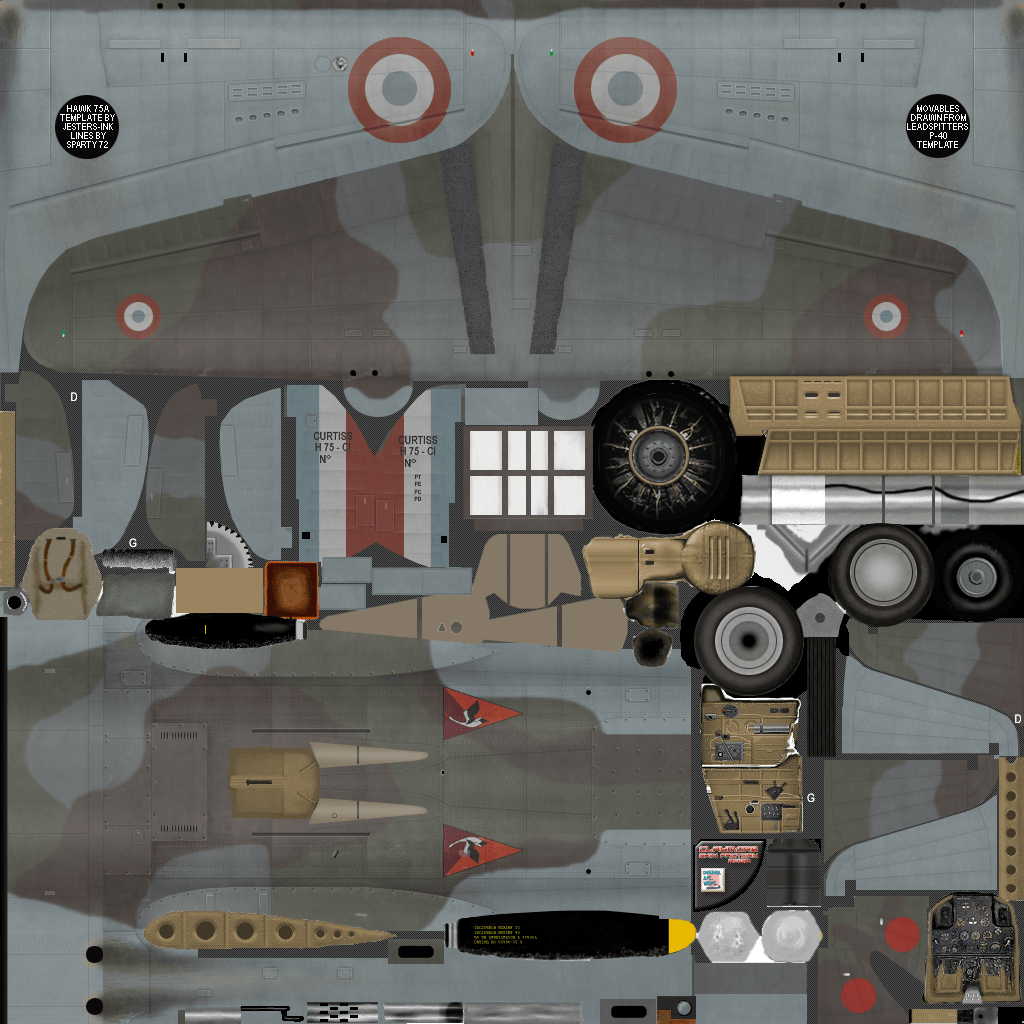 HAWK 75A
TEMPLATE BY
JESTERS-INK
LINES BY
SPARTY 72
MOVABLES
DRAWN FROM
LEADSPITTERS
P-40
TEMPLATE
D
CURTISS
H 75 - C1
N°
CURTISS
H 75 - C1
N°
PT
PE
PC
PD
G
D
G